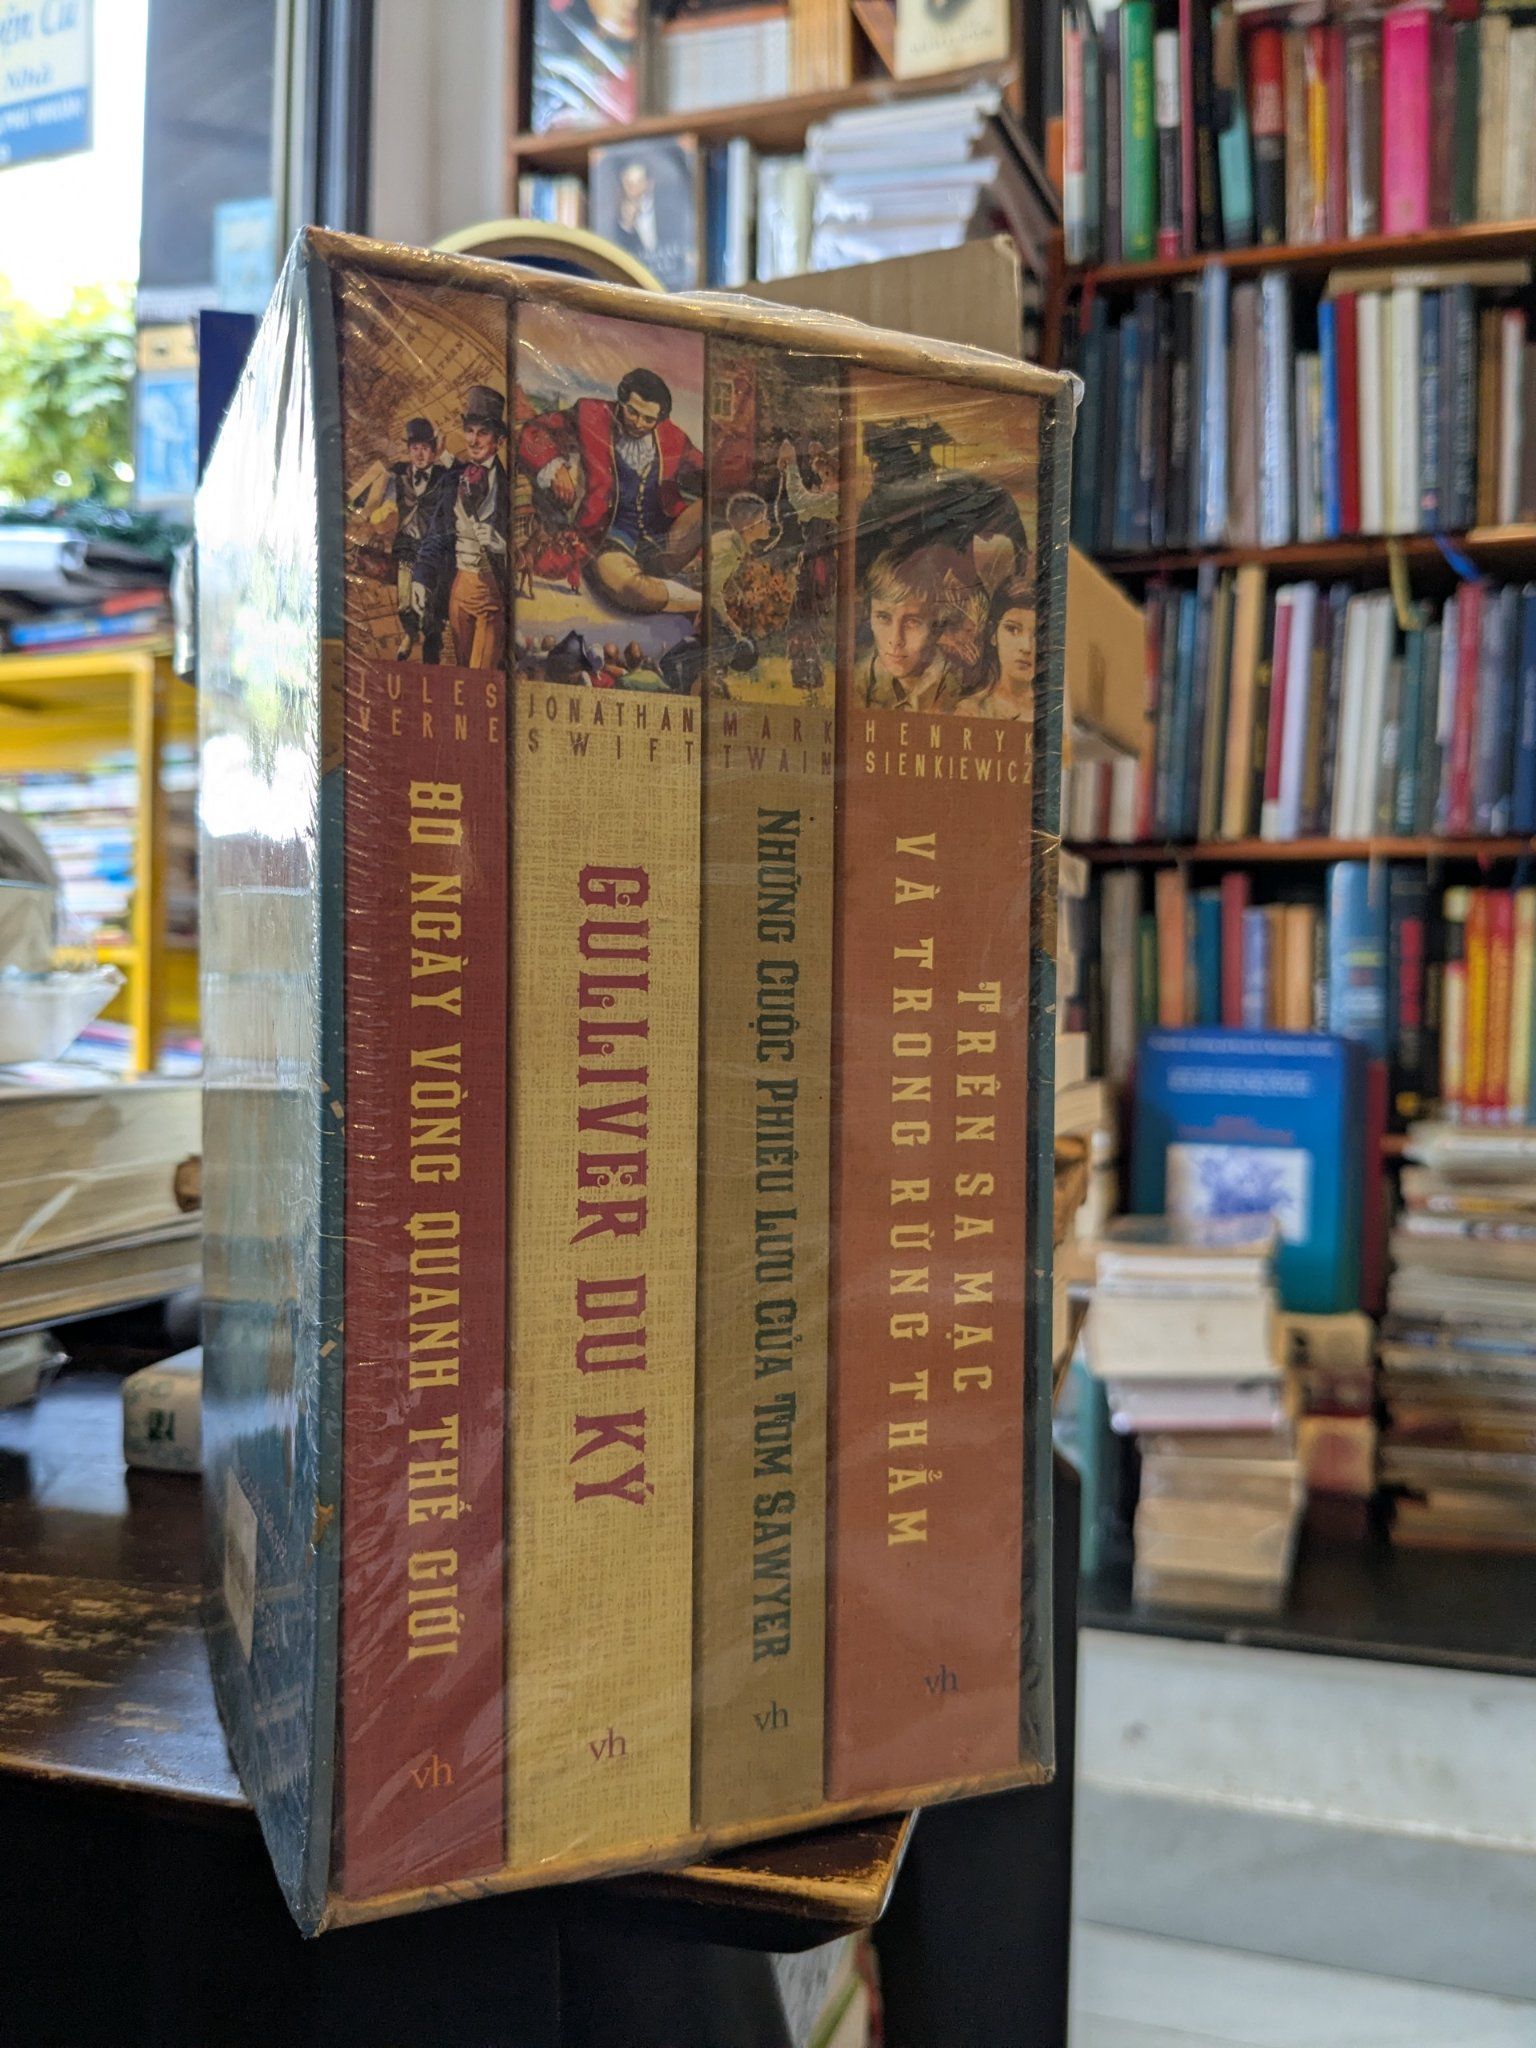 JULES
VERNE
80 NGÀY VÒNG QUANH THẾ GIỚI
vh
JONATHAN
SWIFT
GULLIVER DU KÝ
vh
MARK
TWAIN
NHỮNG CUỘC PHIÊU LƯU CỦA TOM SAWYER
vh
HENRYK
SIENKIEWICZ
TRÊN SA MẠC
VÀ TRONG RỪNG THẲM
vh